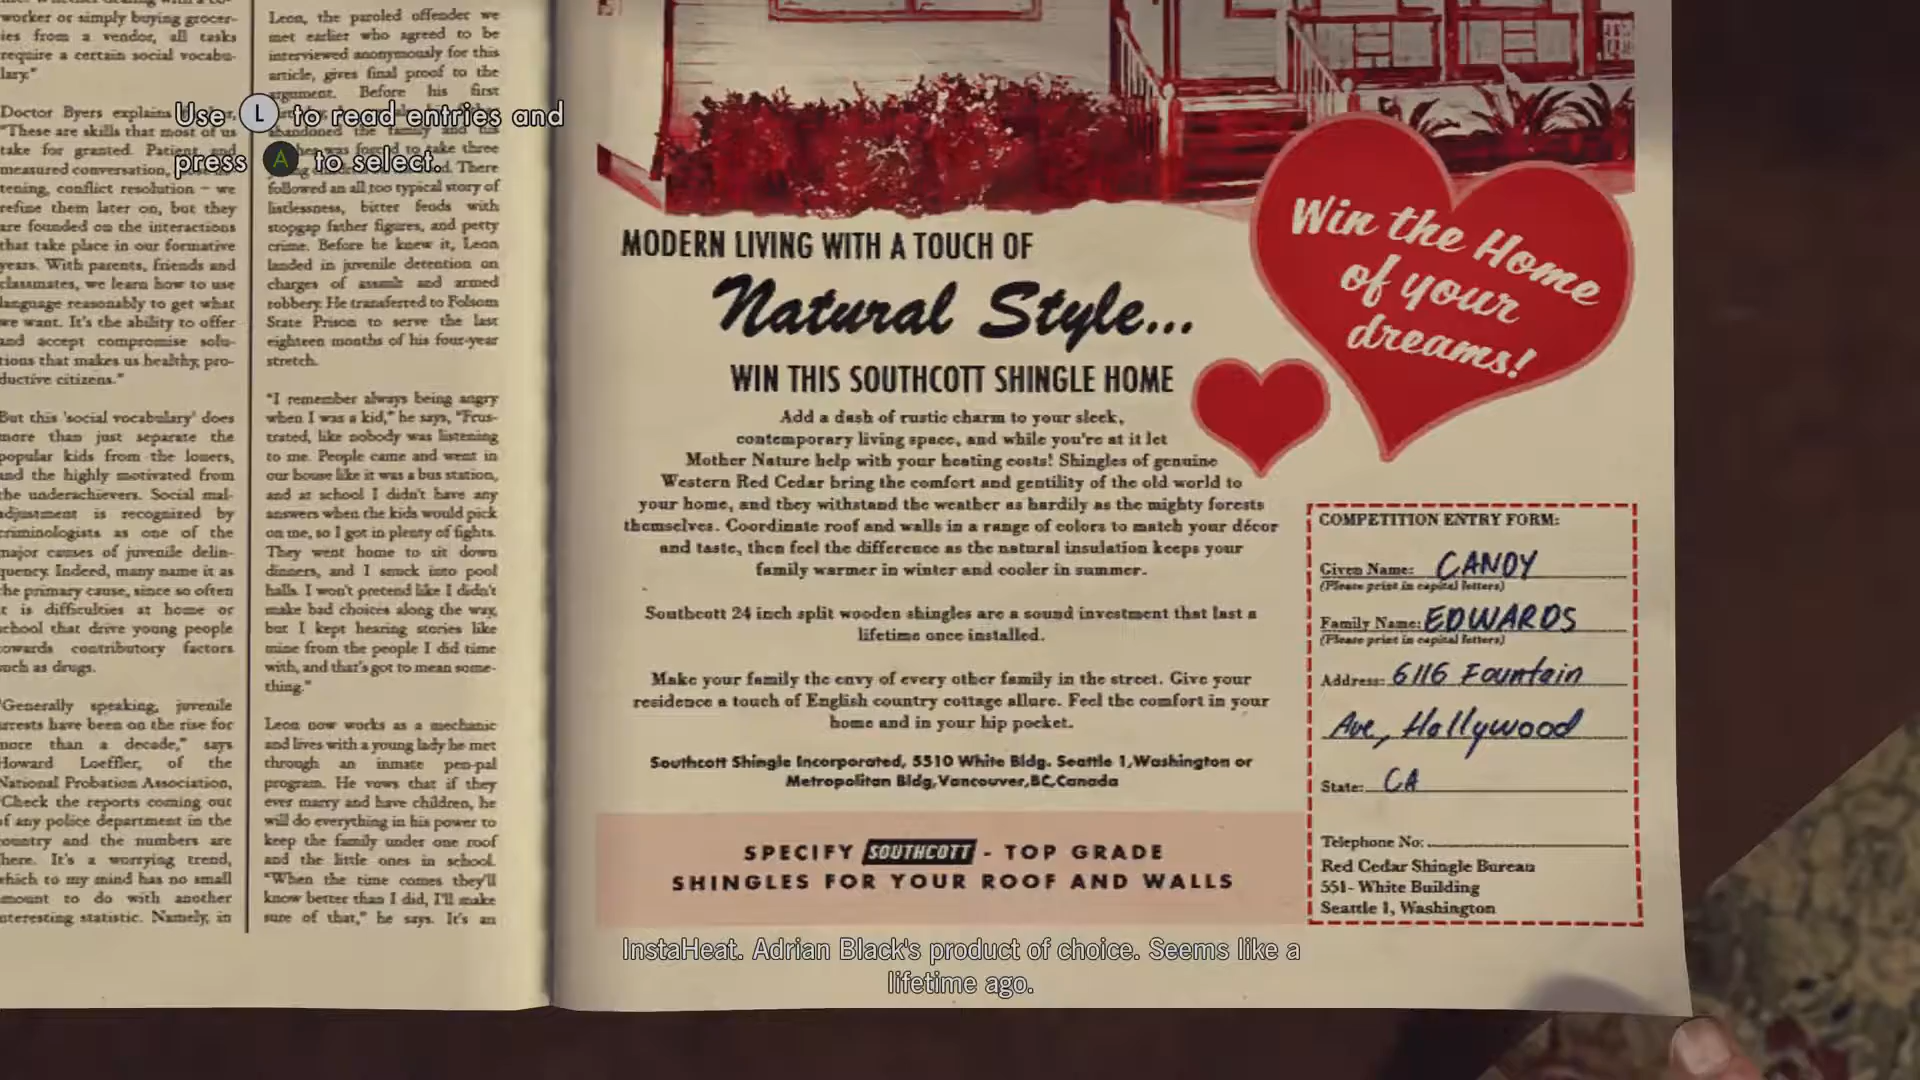 worker or simply buying grocer-
ies from a vendor, all tasks
require a certain social vocabu-
lary."
Doctor Byers explains
"These are skills that most of us
take for granted. Patient and
measured conversation,
tening, conflict resolution – we
refine them later on, but they
are founded on the interactions
that take place in our formative
years. With parents, friends and
classmates, we learn how to use
language reasonably to get what
we want. It's the ability to offer
and accept compromise solu-
tions that makes us healthy, pro-
ductive citizens."
But this 'social vocabulary' does
more than just separate the
popular kids from the loners,
and the highly motivated from
the underachievers. Social mal-
adjustment is recognized by
criminologists as one of the
major causes of juvenile delin-
quency. Indeed, many name it as
the primary cause, since so often
it is difficulties at home or
school that drive young people
towards contributory factors
such as drugs.
"Generally speaking, juvenile
arrests have been on the rise for
more than a decade," says
Howard Loeffler, of the
National Probation Association,
"Check the reports coming out
of any police department in the
country and the numbers are
there. It's a worrying trend,
which to my mind has no small
amount to do with another
interesting statistic. Namely, in
Leon, the paroled offender we
met earlier who agreed to be
interviewed anonymously for this
article, gives final proof to the
argument. Before his first
abandoned the family and his
was forced to take three
There
followed an all too typical story of
listlessness, bitter feuds with
stopgap father figures, and petty
crime. Before he knew it, Leon
landed in juvenile detention on
charges of assault and armed
robbery. He transferred to Folsom
State Prison to serve the last
eighteen months of his four-year
stretch.
"I remember always being angry
when I was a kid," he says, "Frus-
trated, like nobody was listening
to me. People came and went in
our house like it was a bus station,
and at school I didn't have any
answers when the kids would pick
on me, so I got in plenty of fights.
They went home to sit down
dinners, and I snuck into pool
halls. I won't pretend like I didn't
make bad choices along the way,
but I kept hearing stories like
mine from the people I did time
with, and that's got to mean some-
thing."
Leon now works as a mechanic
and lives with a young lady he met
through an inmate pen-pal
program. He vows that if they
ever marry and have children, he
will do everything in his power to
keep the family under one roof
and the little ones in school.
"When the time comes they'll
know better than I did, I'll make
sure of that," he says. It's an
Use L to read entries and
press A to select.
Win the Home
of your
dreams!
MODERN LIVING WITH A TOUCH OF
Natural Style...
WIN THIS SOUTHCOTT SHINGLE HOME
Add a dash of rustic charm to your sleek,
contemporary living space, and while you're at it let
Mother Nature help with your heating costs! Shingles of genuine
Western Red Cedar bring the comfort and gentility of the old world to
your home, and they withstand the weather as hardily as the mighty forests
themselves. Coordinate roof and walls in a range of colors to match your décor
and taste, then feel the difference as the natural insulation keeps your
family warmer in winter and cooler in summer.
Southcott 24 inch split wooden shingles are a sound investment that last a
lifetime once installed.
Make your family the envy of every other family in the street. Give your
residence a touch of English country cottage allure. Feel the comfort in your
home and in your hip pocket.
Southcott Shingle Incorporated, 5510 White Bldg. Seattle 1,Washington or
Metropolitan Bldg,Vancouver,BC,Canada
SPECIFY SOUTHCOTT - TOP GRADE
SHINGLES FOR YOUR ROOF AND WALLS
COMPETITION ENTRY FORM:
Given Name: CANDY
(Please print in capital letters)
Family Name: EDWARDS
(Please print in capital letters)
Address: 6116 Fountain
Ave, Hollywood
State: CA
Telephone No:
Red Cedar Shingle Bureau
551- White Building
Seattle 1, Washington
InstaHeat. Adrian Black's product of choice. Seems like a
lifetime ago.